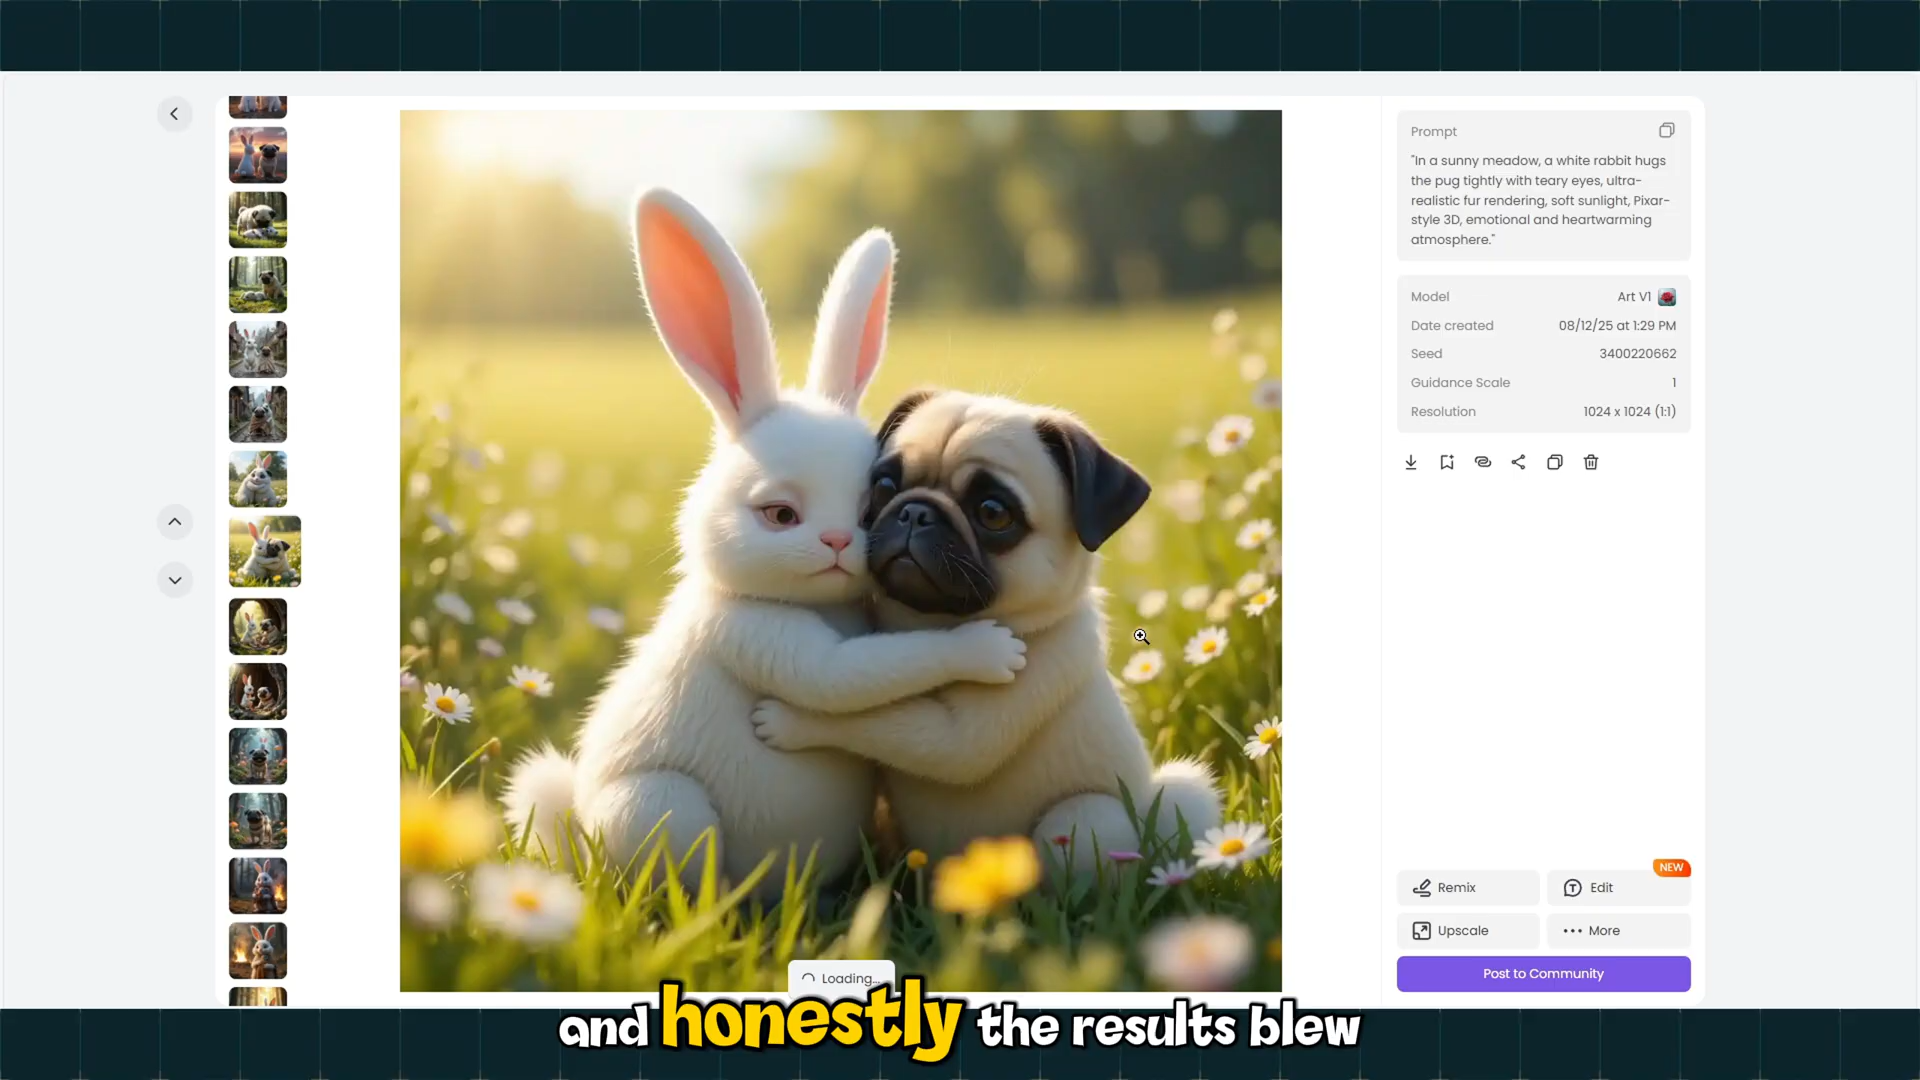 Prompt
"In a sunny meadow, a white rabbit hugs
the pug tightly with teary eyes, ultra-
realistic fur rendering, soft sunlight, Pixar-
style 3D, emotional and heartwarming
atmosphere."
Model Art V1
Date created 08/12/25 at 1:29 PM
Seed 3400220662
Guidance Scale 1
Resolution 1024 x 1024 (1:1)
NEW
Remix Edit
Upscale More
Post to Community
Loading...
and honestly the results blew